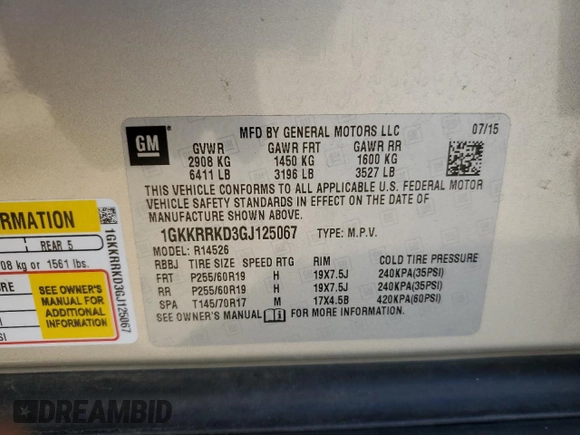 GM
MFD BY GENERAL MOTORS LLC 07/15
GVWR GAWR FRT GAWR RR
2908 KG 1450 KG 1600 KG
6411 LB 3196 LB 3527 LB
THIS VEHICLE CONFORMS TO ALL APPLICABLE U.S. FEDERAL MOTOR
VEHICLE SAFETY STANDARDS IN EFFECT ON THE DATE OF
MANUFACTURE SHOWN ABOVE.
1GKKRRKD3GJ125067 TYPE: M.P.V.
MODEL: R14526
RBBJ TIRE SIZE SPEED RTG RIM COLD TIRE PRESSURE
FRT P255/60R19 H 19X7.5J 240KPA(35PSI)
RR P255/60R19 H 19X7.5J 240KPA(35PSI)
SPA T145/70R17 M 17X4.5B 420KPA(60PSI)
SEE OWNER'S MANUAL FOR MORE INFORMATION.
REAR 5
kg or 1561 lbs.
SEE OWNER'S
MANUAL FOR
ADDITIONAL
INFORMATION
1GKKRRKD3GJ125067
DREAMBID